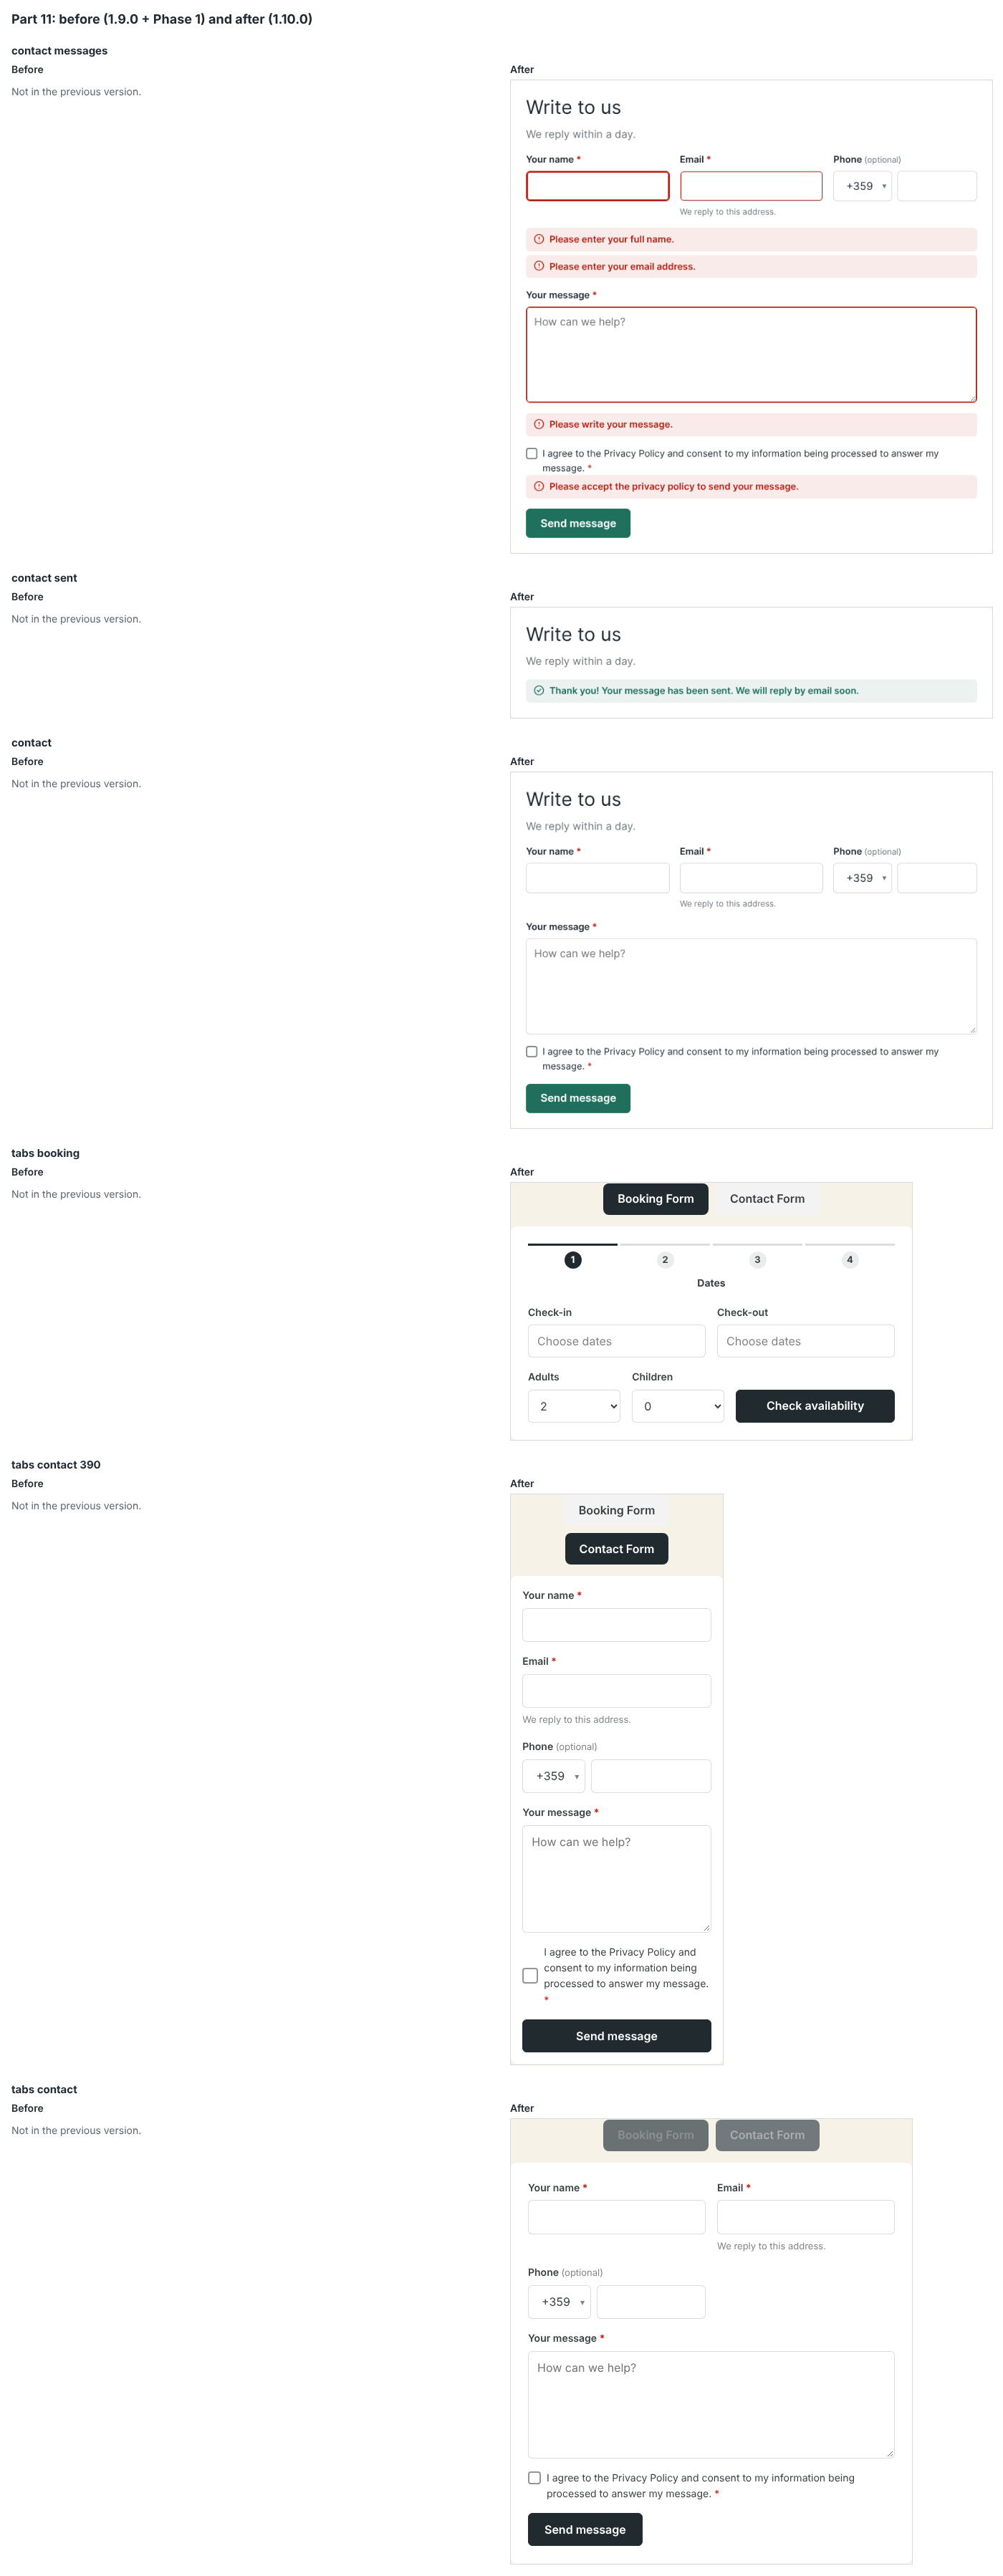 Part 11: before (1.9.0 + Phase 1) and after (1.10.0)
contact messages
Before
Not in the previous version.
After
Write to us
We reply within a day.
Your name *
Email *
Phone (optional)
+359
We reply to this address.
Please enter your full name.
Please enter your email address.
Your message *
How can we help?
Please write your message.
I agree to the Privacy Policy and consent to my information being processed to answer my
message. *
Please accept the privacy policy to send your message.
Send message
contact sent
Before
Not in the previous version.
After
Write to us
We reply within a day.
Thank you! Your message has been sent. We will reply by email soon.
contact
Before
Not in the previous version.
After
Write to us
We reply within a day.
Your name *
Email *
Phone (optional)
+359
We reply to this address.
Your message *
How can we help?
I agree to the Privacy Policy and consent to my information being processed to answer my
message. *
Send message
tabs booking
Before
Not in the previous version.
After
Booking Form
Contact Form
1
2
3
4
Dates
Check-in
Check-out
Choose dates
Choose dates
Adults
Children
2
0
Check availability
tabs contact 390
Before
Not in the previous version.
After
Booking Form
Contact Form
Your name *
Email *
We reply to this address.
Phone (optional)
+359
Your message *
How can we help?
I agree to the Privacy Policy and
consent to my information being
processed to answer my message.
*
Send message
tabs contact
Before
Not in the previous version.
After
Booking Form
Contact Form
Your name *
Email *
We reply to this address.
Phone (optional)
+359
Your message *
How can we help?
I agree to the Privacy Policy and consent to my information being
processed to answer my message. *
Send message